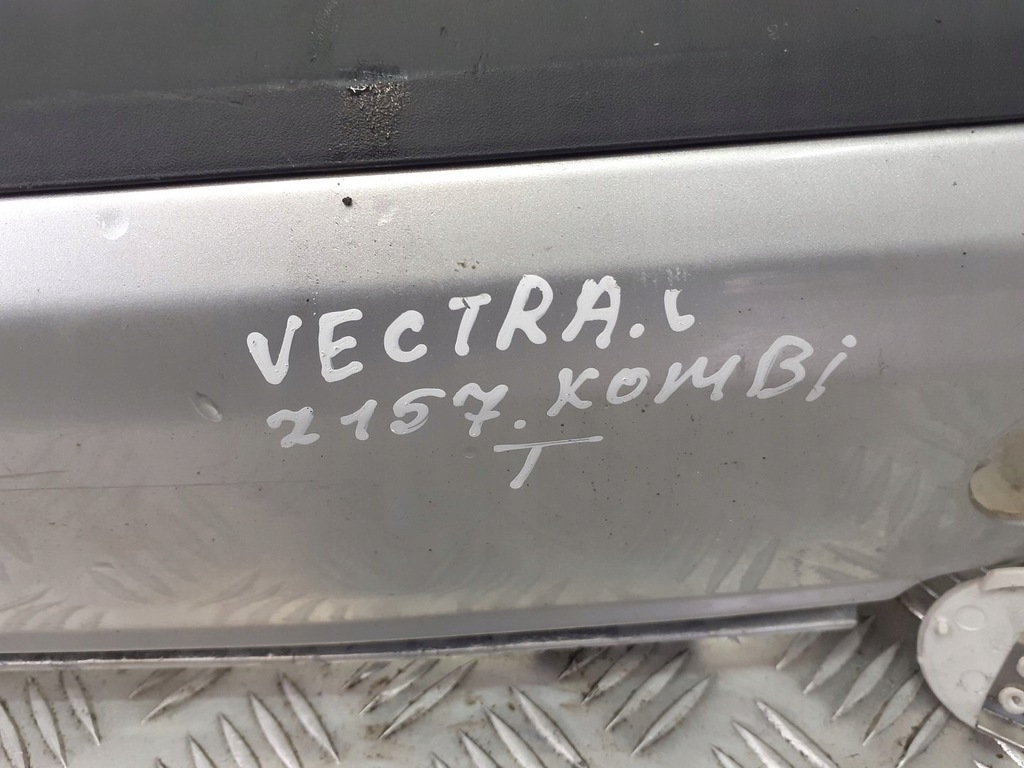 VECTRA. C
Z157. KOMBi
T